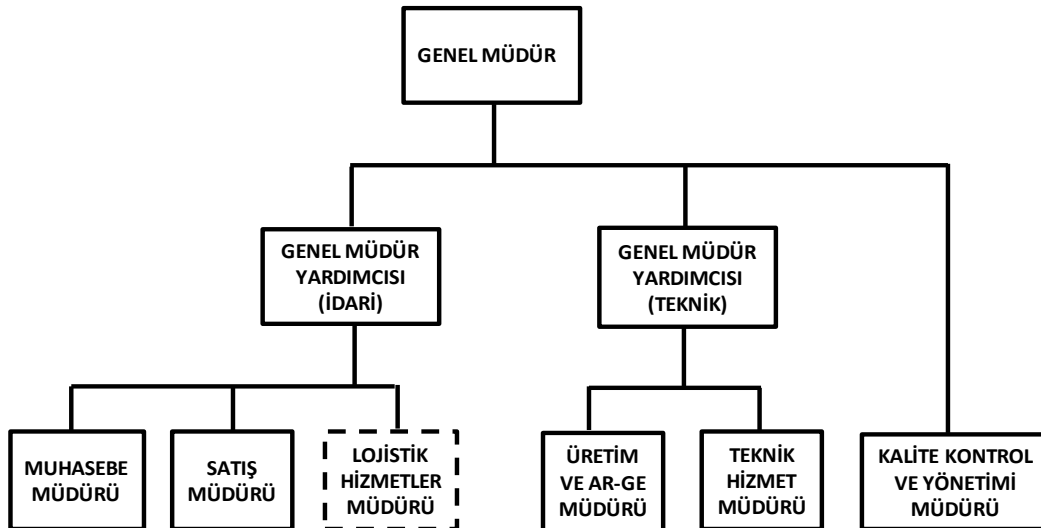 GENEL MÜDÜR
GENEL MÜDÜR
YARDIMCISI
(İDARİ)
GENEL MÜDÜR
YARDIMCISI
(TEKNİK)
MUHASEBE
MÜDÜRÜ
SATIŞ
MÜDÜRÜ
LOJİSTİK
HİZMETLER
MÜDÜRÜ
ÜRETİM
VE AR-GE
MÜDÜRÜ
TEKNİK
HİZMET
MÜDÜRÜ
KALİTE KONTROL
VE YÖNETİMİ
MÜDÜRÜ